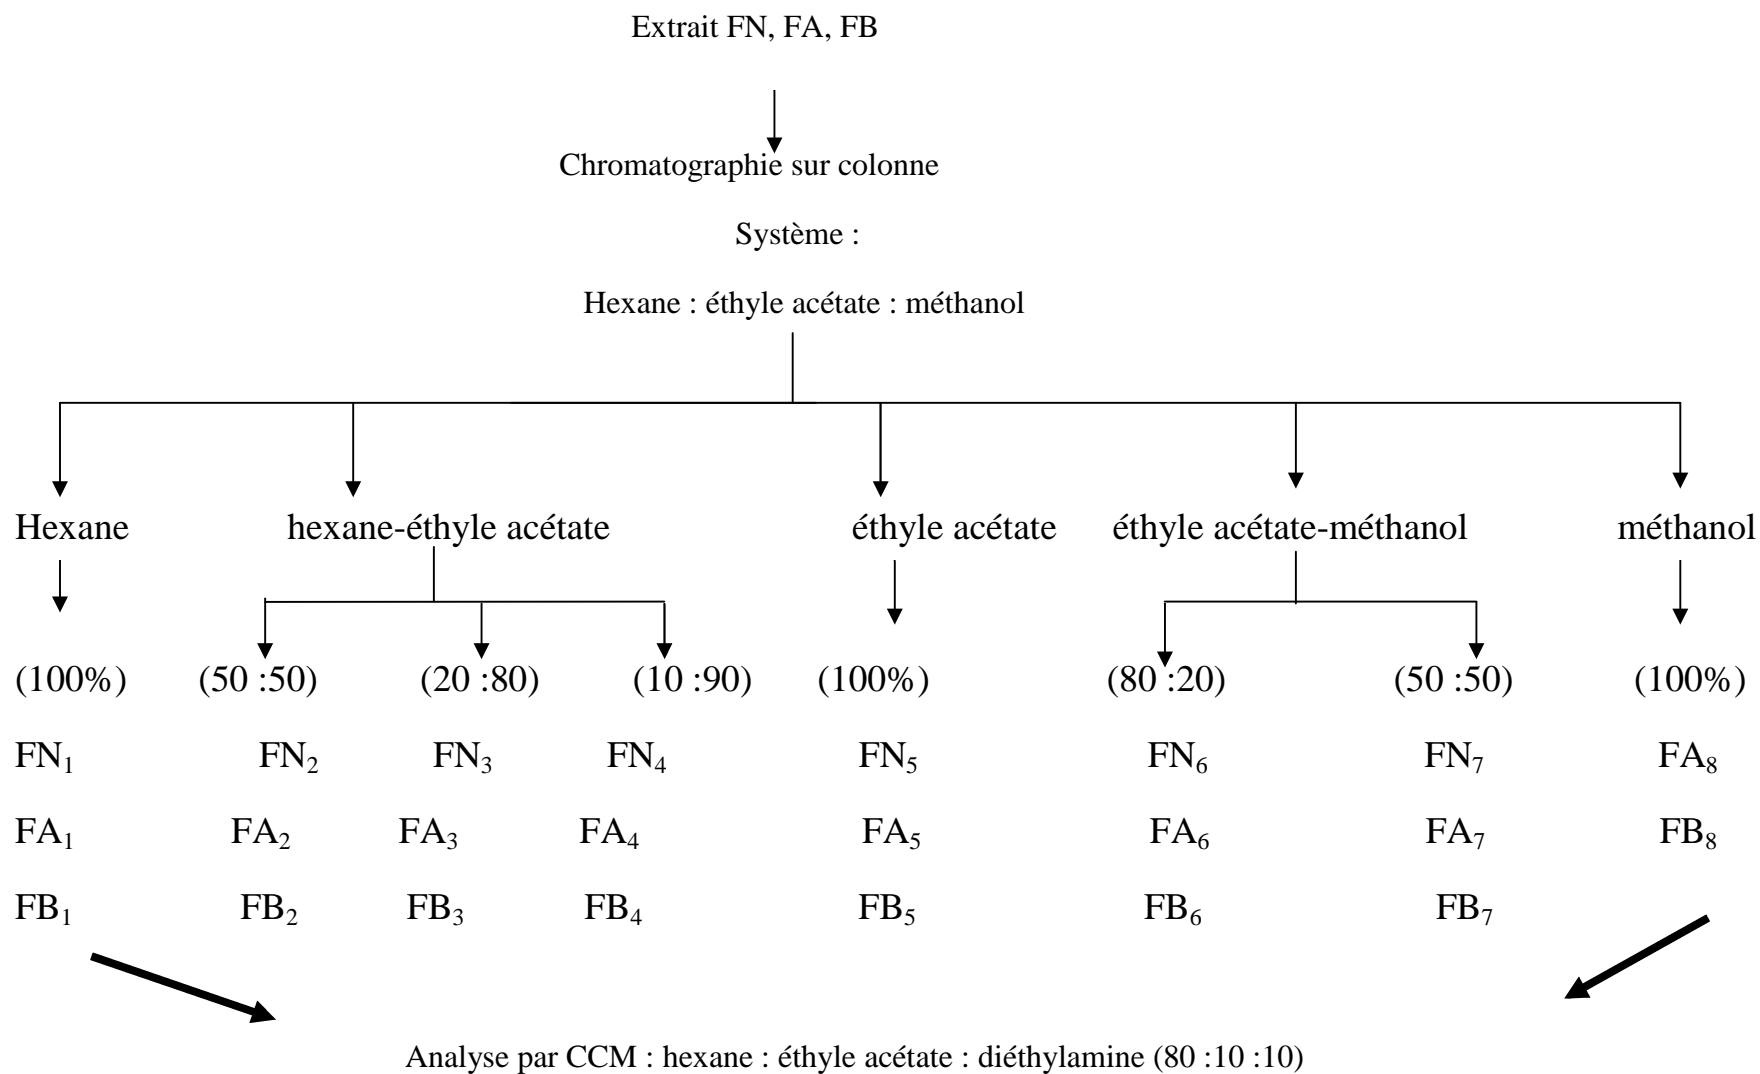 Extrait FN, FA, FB
Chromatographie sur colonne
Système :
Hexane : éthyle acétate : méthanol
Hexane hexane-éthyle acétate éthyle acétate éthyle acétate-méthanol méthanol
(100%) (50 :50) (20 :80) (10 :90) (100%) (80 :20) (50 :50) (100%)
FN₁ FN₂ FN₃ FN₄ FN₅ FN₆ FN₇ FA₈
FA₁ FA₂ FA₃ FA₄ FA₅ FA₆ FA₇ FB₈
FB₁ FB₂ FB₃ FB₄ FB₅ FB₆ FB₇
Analyse par CCM : hexane : éthyle acétate : diéthylamine (80 :10 :10)